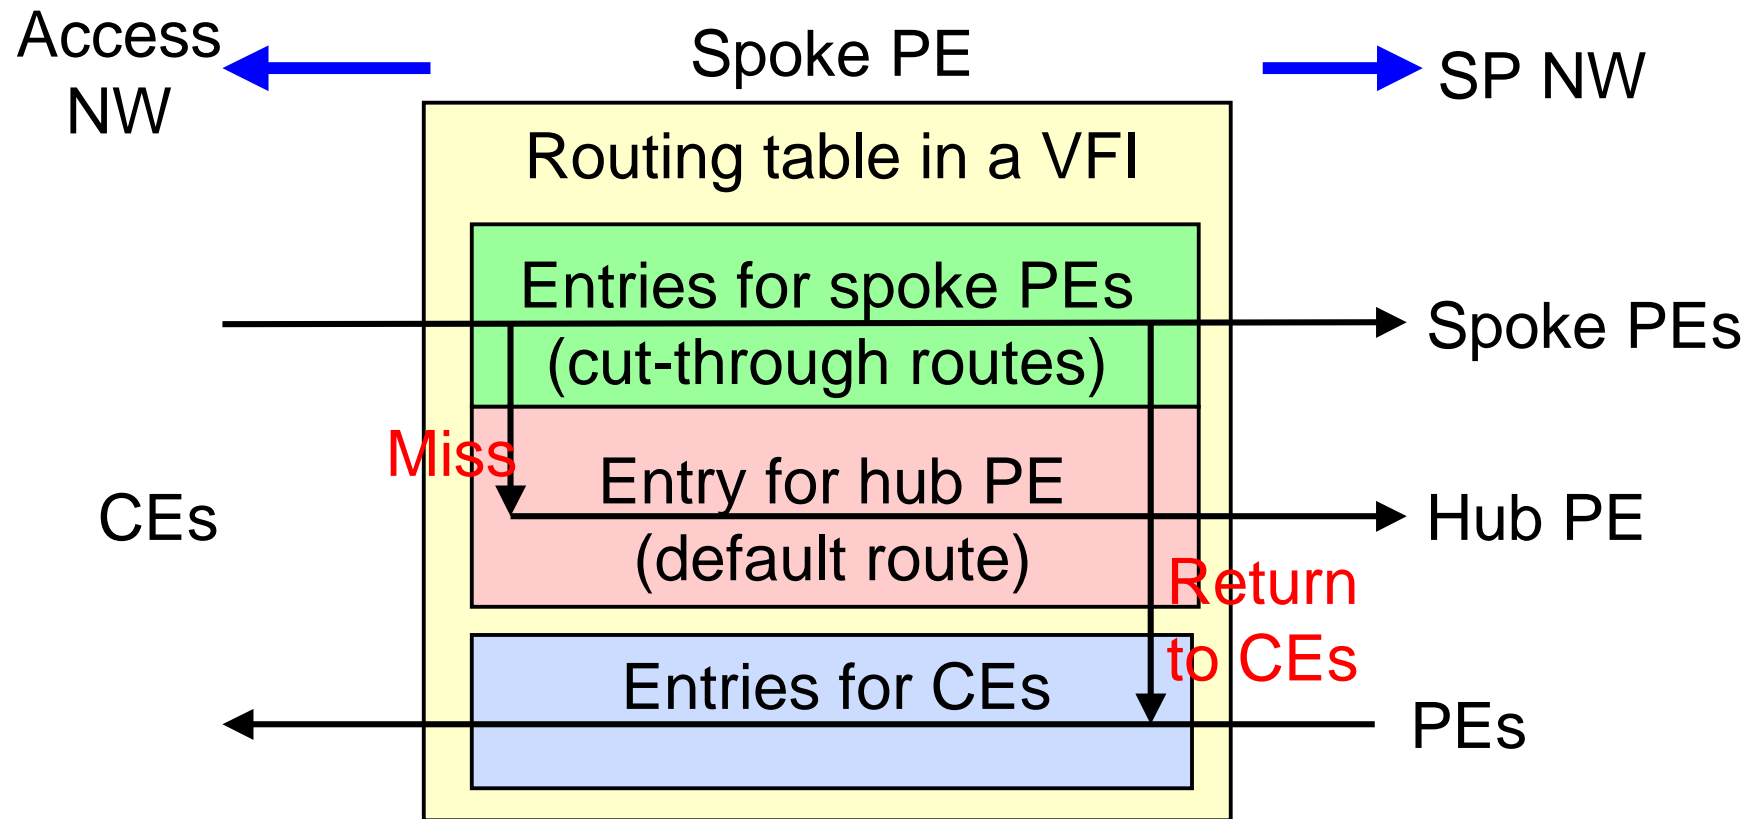 Access
NW
Spoke PE
SP NW
Routing table in a VFI
Entries for spoke PEs
(cut-through routes)
Spoke PEs
Miss
Entry for hub PE
(default route)
CEs
Hub PE
Return
to CEs
Entries for CEs
PEs